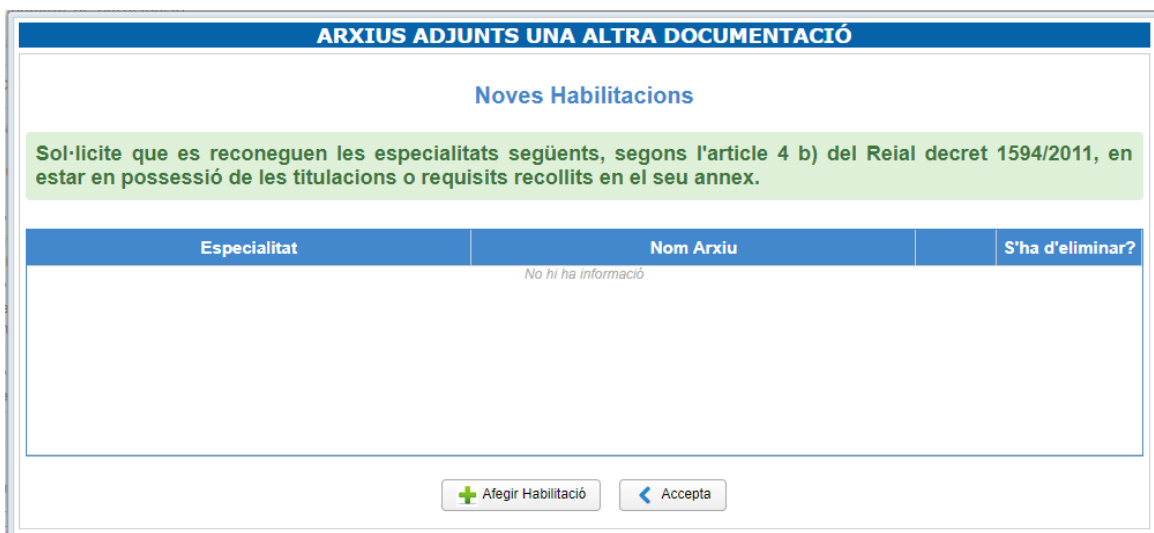 ARXIUS ADJUNTS UNA ALTRA DOCUMENTACIÓ
Noves Habilitacions
Sol·licite que es reconeguen les especialitats següents, segons l'article 4 b) del Reial decret 1594/2011, en
estar en possessió de les titulacions o requisits recollits en el seu annex.
Especialitat Nom Arxiu S'ha d'eliminar?
No hi ha informació
Afegir Habilitació Accepta